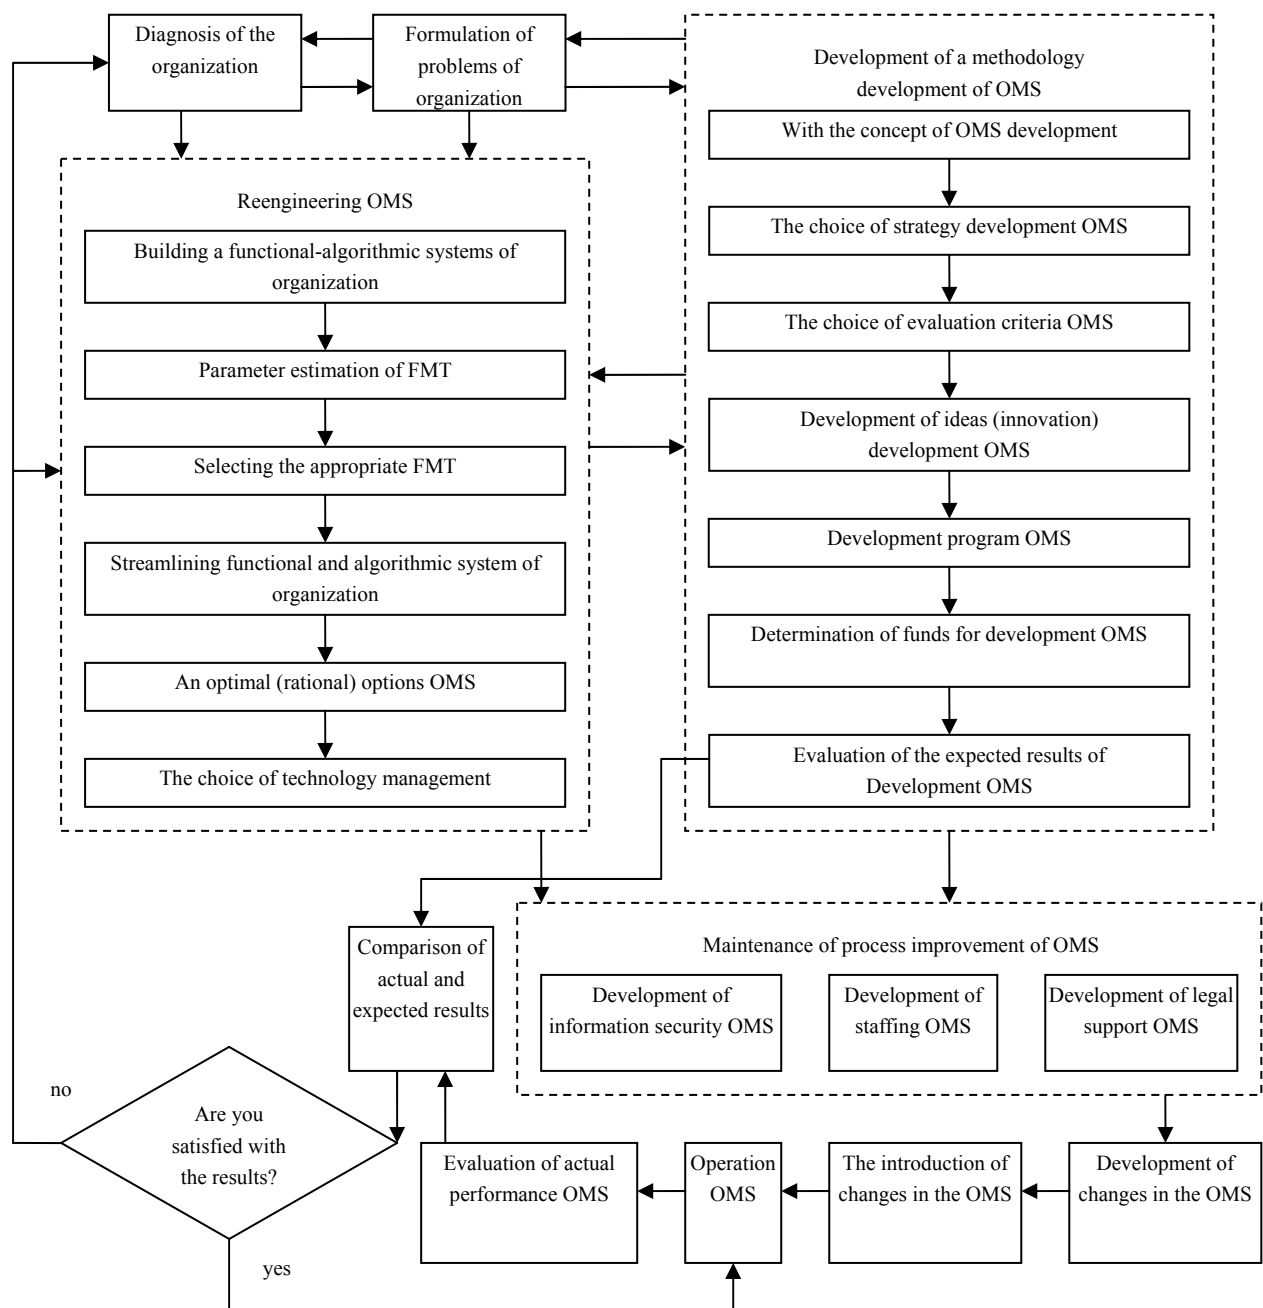 Diagnosis of the
organization
Formulation of
problems of
organization
Development of a methodology
development of OMS
With the concept of OMS development
The choice of strategy development OMS
The choice of evaluation criteria OMS
Development of ideas (innovation)
development OMS
Development program OMS
Determination of funds for development OMS
Evaluation of the expected results of
Development OMS
Reengineering OMS
Building a functional-algorithmic systems of
organization
Parameter estimation of FMT
Selecting the appropriate FMT
Streamlining functional and algorithmic system of
organization
An optimal (rational) options OMS
The choice of technology management
Maintenance of process improvement of OMS
Development of
information security OMS
Development of
staffing OMS
Development of legal
support OMS
Comparison of
actual and
expected results
no
Are you
satisfied with
the results?
yes
Evaluation of actual
performance OMS
Operation
OMS
The introduction of
changes in the OMS
Development of
changes in the OMS